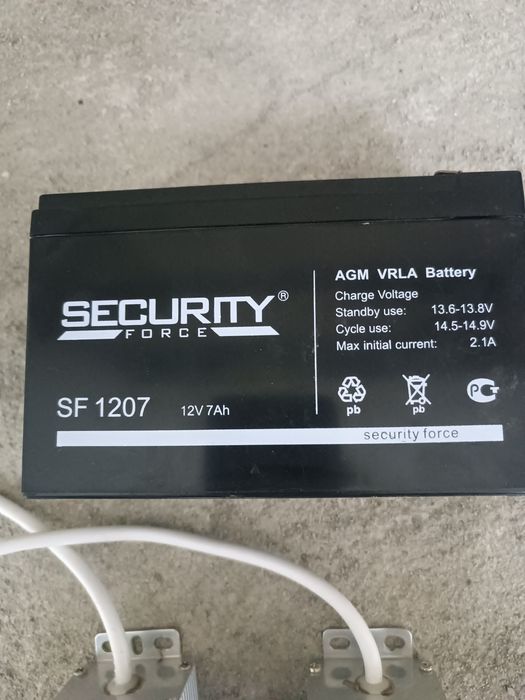 SECURITY®
FORCE
SF 1207 12V 7Ah
AGM VRLA Battery
Charge Voltage
Standby use: 13.6-13.8V
Cycle use: 14.5-14.9V
Max initial current: 2.1A
pb pb РСТ
security force